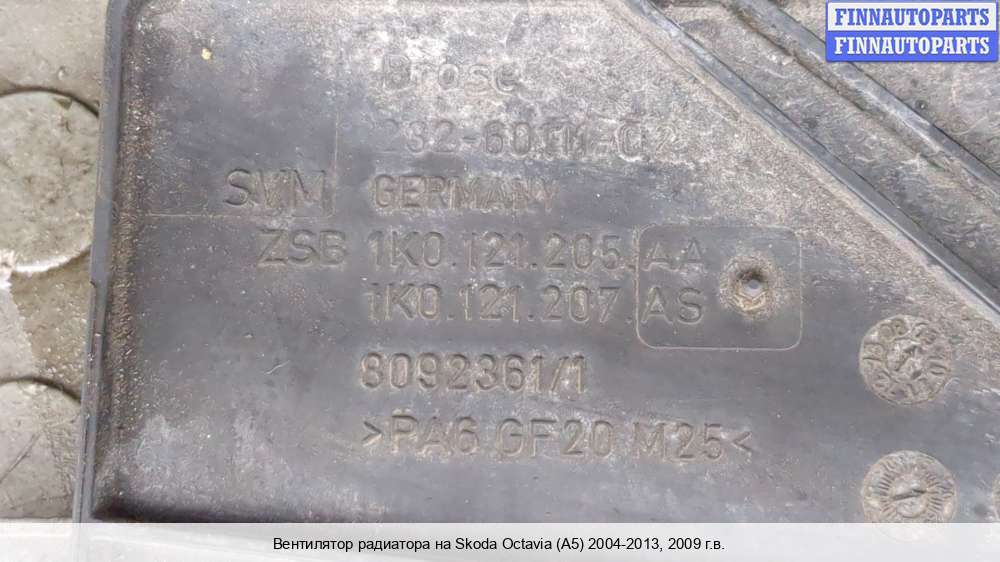 FINNAUTOPARTS
FINNAUTOPARTS
Brose
GERMANY
SVM
ZSB 1K0.121.205.AA
1K0.121.207.AS
8092361/1
>PA6 GF20 M25<
Вентилятор радиатора на Skoda Octavia (A5) 2004-2013, 2009 г.в.